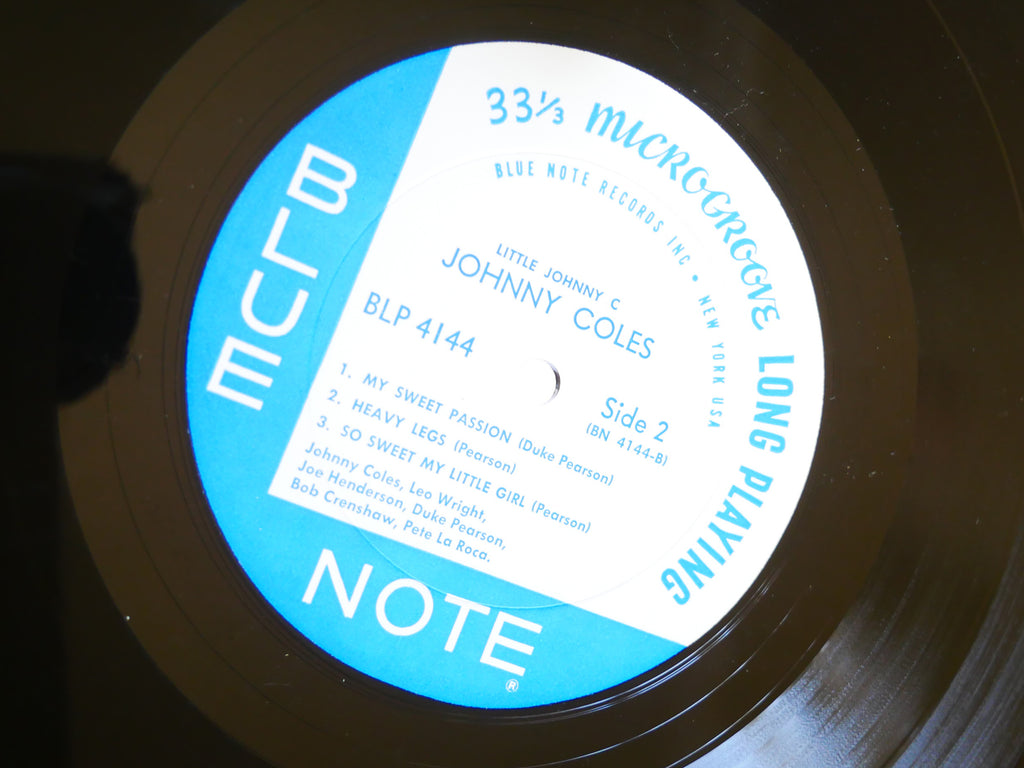 33⅓ MICROGROOVE LONG PLAYING
BLUE NOTE RECORDS INC • NEW YORK USA
LITTLE JOHNNY C
JOHNNY COLES
BLP 4144
Side 2
(BN 4144-B)
1. MY SWEET PASSION (Duke Pearson)
2. HEAVY LEGS (Pearson)
3. SO SWEET MY LITTLE GIRL (Pearson)
Johnny Coles, Leo Wright,
Joe Henderson, Duke Pearson,
Bob Crenshaw, Pete La Roca.
BLUE
NOTE®